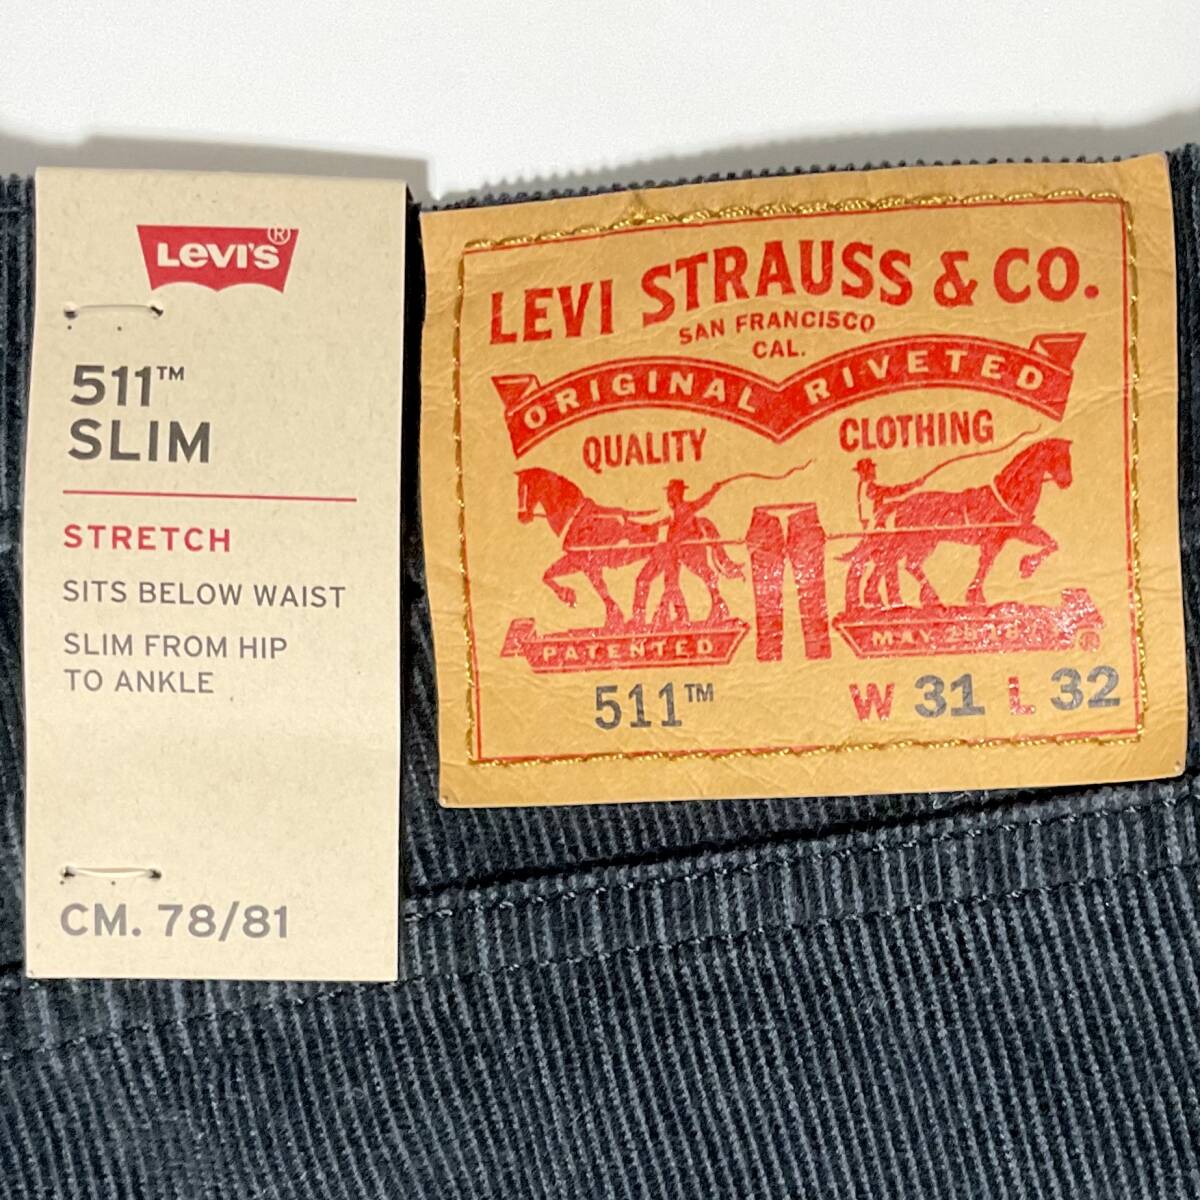 LEVI'S®
511™
SLIM
STRETCH
SITS BELOW WAIST
SLIM FROM HIP
TO ANKLE
CM. 78/81
LEVI STRAUSS & CO.
SAN FRANCISCO
CAL.
ORIGINAL RIVETED
QUALITY CLOTHING
PATENTED MAY
511™ W 31 L 32